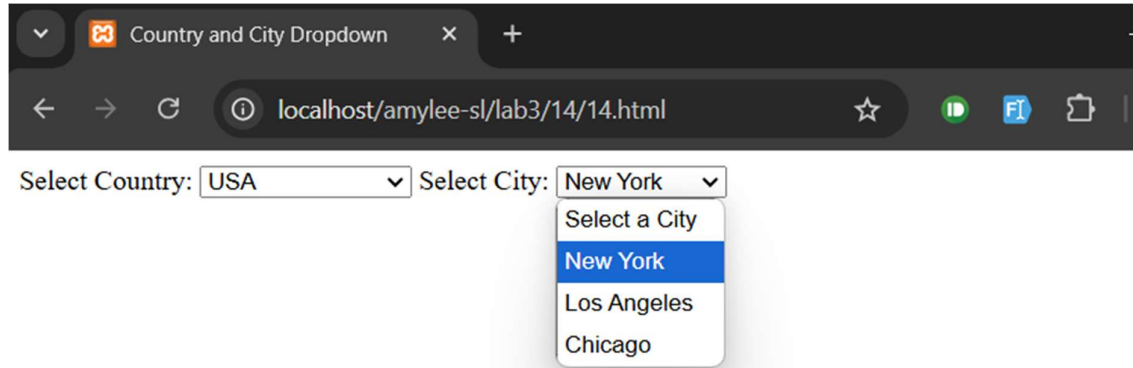 Country and City Dropdown
localhost/amylee-sl/lab3/14/14.html
Select Country: USA Select City: New York
Select a City
New York
Los Angeles
Chicago